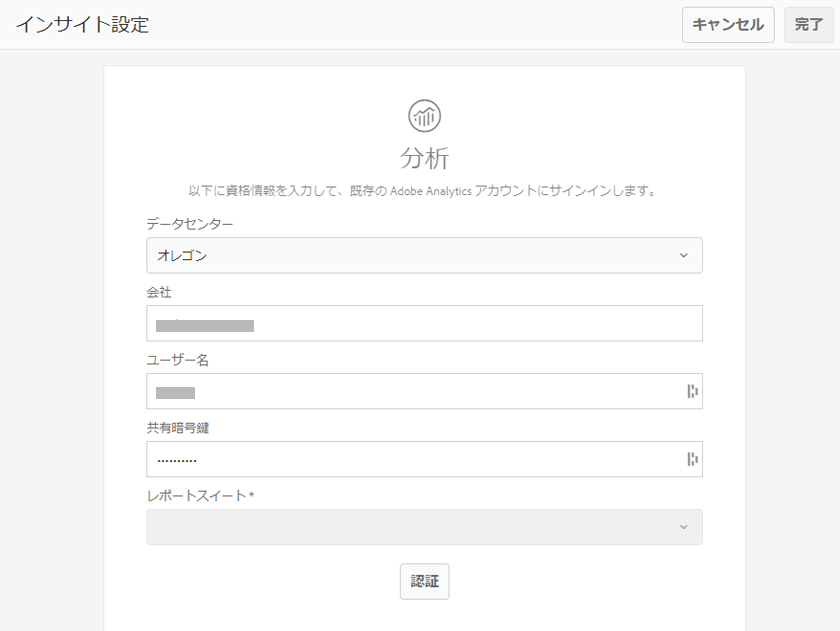 インサイト設定
キャンセル
完了
分析
以下に資格情報を入力して、既存の Adobe Analytics アカウントにサインインします。
データセンター
オレゴン
会社
ユーザー名
共有暗号鍵
··········
レポートスイート *
認証